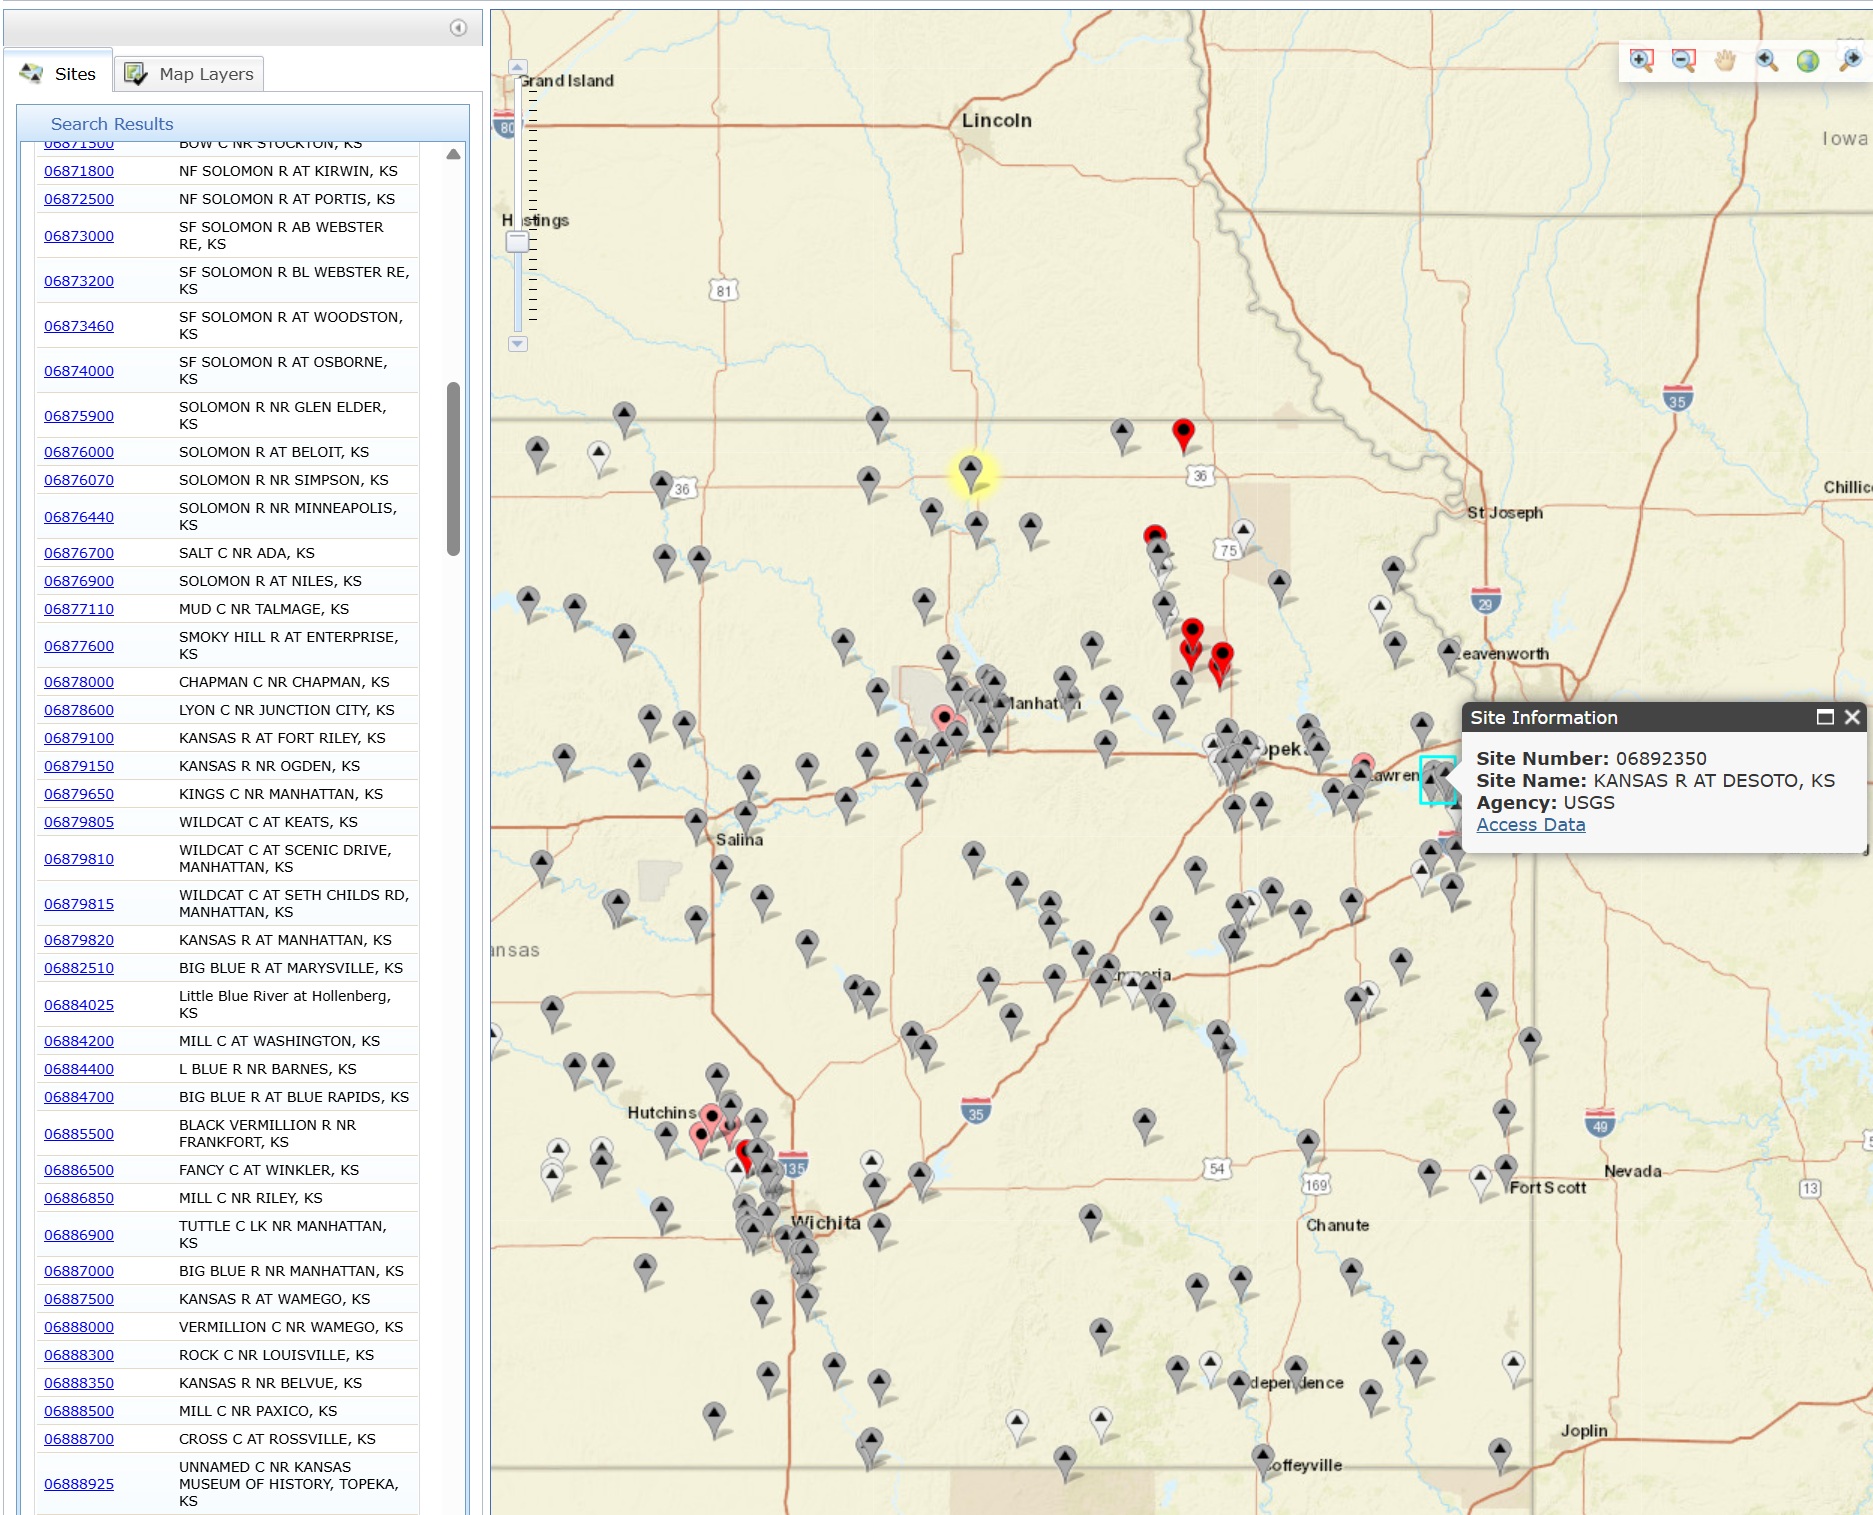 Sites
Map Layers
Search Results
06871500 BOW C NR STOCKTON, KS
06871800 NF SOLOMON R AT KIRWIN, KS
06872500 NF SOLOMON R AT PORTIS, KS
06873000 SF SOLOMON R AB WEBSTER
RE, KS
06873200 SF SOLOMON R BL WEBSTER RE,
KS
06873460 SF SOLOMON R AT WOODSTON,
KS
06874000 SF SOLOMON R AT OSBORNE,
KS
06875900 SOLOMON R NR GLEN ELDER,
KS
06876000 SOLOMON R AT BELOIT, KS
06876070 SOLOMON R NR SIMPSON, KS
06876440 SOLOMON R NR MINNEAPOLIS,
KS
06876700 SALT C NR ADA, KS
06876900 SOLOMON R AT NILES, KS
06877110 MUD C NR TALMAGE, KS
06877600 SMOKY HILL R AT ENTERPRISE,
KS
06878000 CHAPMAN C NR CHAPMAN, KS
06878600 LYON C NR JUNCTION CITY, KS
06879100 KANSAS R AT FORT RILEY, KS
06879150 KANSAS R NR OGDEN, KS
06879650 KINGS C NR MANHATTAN, KS
06879805 WILDCAT C AT KEATS, KS
06879810 WILDCAT C AT SCENIC DRIVE,
MANHATTAN, KS
06879815 WILDCAT C AT SETH CHILDS RD,
MANHATTAN, KS
06879820 KANSAS R AT MANHATTAN, KS
06882510 BIG BLUE R AT MARYSVILLE, KS
06884025 Little Blue River at Hollenberg,
KS
06884200 MILL C AT WASHINGTON, KS
06884400 L BLUE R NR BARNES, KS
06884700 BIG BLUE R AT BLUE RAPIDS, KS
06885500 BLACK VERMILLION R NR
FRANKFORT, KS
06886500 FANCY C AT WINKLER, KS
06886850 MILL C NR RILEY, KS
06886900 TUTTLE C LK NR MANHATTAN,
KS
06887000 BIG BLUE R NR MANHATTAN, KS
06887500 KANSAS R AT WAMEGO, KS
06888000 VERMILLION C NR WAMEGO, KS
06888300 ROCK C NR LOUISVILLE, KS
06888350 KANSAS R NR BELVUE, KS
06888500 MILL C NR PAXICO, KS
06888700 CROSS C AT ROSSVILLE, KS
06888925 UNNAMED C NR KANSAS
MUSEUM OF HISTORY, TOPEKA,
KS
Grand Island
80
Lincoln
Iowa
Hastings
81
35
36
36
Chillic
St Joseph
75
29
Leavenworth
Manhattan
Topeka
Lawren
Site Information
Site Number: 06892350
Site Name: KANSAS R AT DESOTO, KS
Agency: USGS
Access Data
Salina
ansas
Emporia
Hutchins
35
49
135
54
169
Nevada
Fort Scott
13
Wichita
Chanute
dependence
Joplin
offeyville